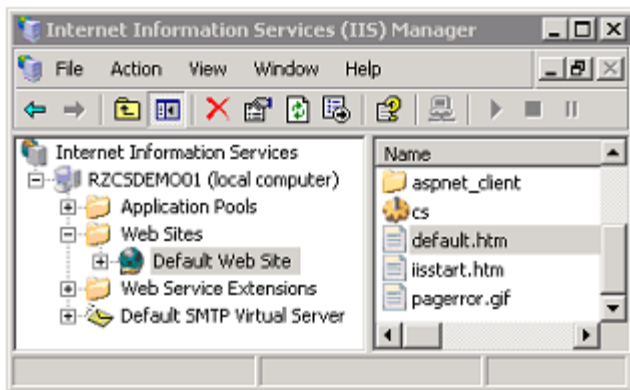 Internet Information Services (IIS) Manager
File Action View Window Help
Internet Information Services
RZCSDEMO01 (local computer)
Application Pools
Web Sites
Default Web Site
Web Service Extensions
Default SMTP Virtual Server
Name
aspnet_client
cs
default.htm
iisstart.htm
pagerror.gif